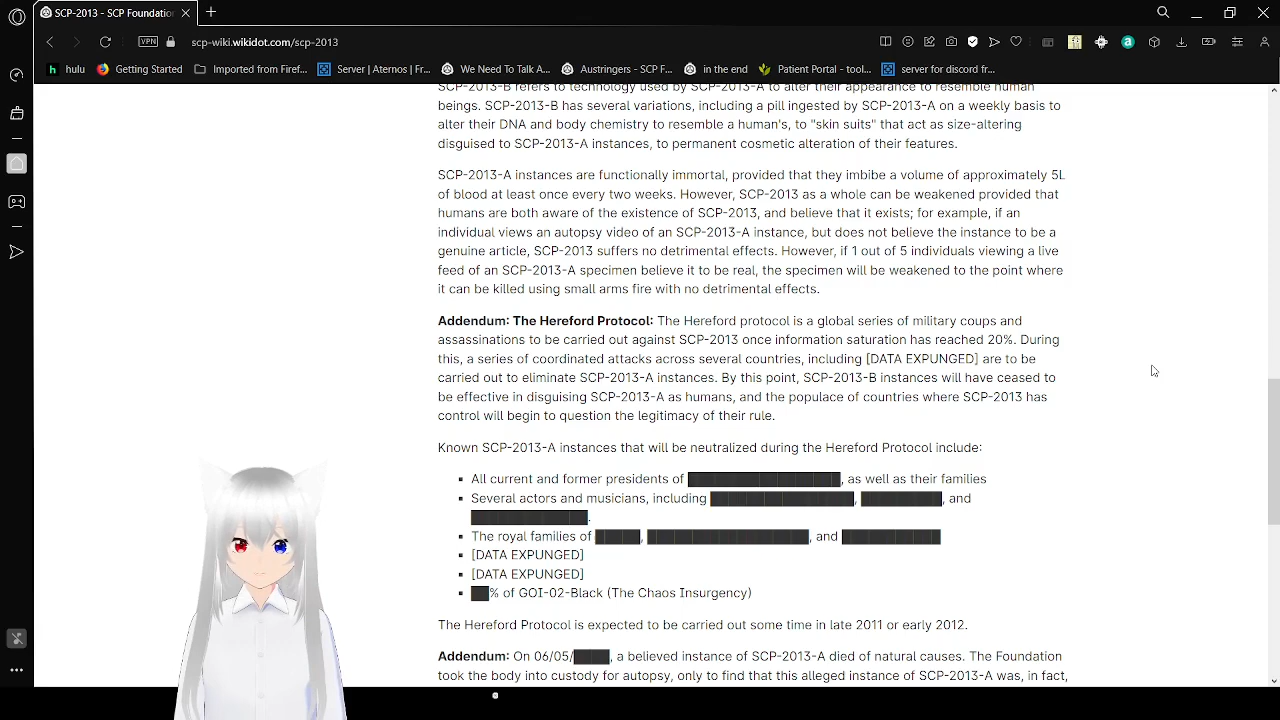 SCP-2013 - SCP Foundation
scp-wiki.wikidot.com/scp-2013
VPN
hulu
Getting Started
Imported from Firef...
Server | Aternos | Fr...
We Need To Talk A...
Austringers - SCP F...
in the end
Patient Portal - tool...
server for discord fr...
SCP-2013-B refers to technology used by SCP-2013-A to alter their appearance to resemble human
beings. SCP-2013-B has several variations, including a pill ingested by SCP-2013-A on a weekly basis to
alter their DNA and body chemistry to resemble a human's, to "skin suits" that act as size-altering
disguised to SCP-2013-A instances, to permanent cosmetic alteration of their features.
SCP-2013-A instances are functionally immortal, provided that they imbibe a volume of approximately 5L
of blood at least once every two weeks. However, SCP-2013 as a whole can be weakened provided that
humans are both aware of the existence of SCP-2013, and believe that it exists; for example, if an
individual views an autopsy video of an SCP-2013-A instance, but does not believe the instance to be a
genuine article, SCP-2013 suffers no detrimental effects. However, if 1 out of 5 individuals viewing a live
feed of an SCP-2013-A specimen believe it to be real, the specimen will be weakened to the point where
it can be killed using small arms fire with no detrimental effects.
Addendum: The Hereford Protocol: The Hereford protocol is a global series of military coups and
assassinations to be carried out against SCP-2013 once information saturation has reached 20%. During
this, a series of coordinated attacks across several countries, including [DATA EXPUNGED] are to be
carried out to eliminate SCP-2013-A instances. By this point, SCP-2013-B instances will have ceased to
be effective in disguising SCP-2013-A as humans, and the populace of countries where SCP-2013 has
control will begin to question the legitimacy of their rule.
Known SCP-2013-A instances that will be neutralized during the Hereford Protocol include:
All current and former presidents of █████████████████, as well as their families
Several actors and musicians, including ████████████████, █████████, and
█████████████.
The royal families of █████, ██████████████████, and ███████████
[DATA EXPUNGED]
[DATA EXPUNGED]
██% of GOI-02-Black (The Chaos Insurgency)
The Hereford Protocol is expected to be carried out some time in late 2011 or early 2012.
Addendum: On 06/05/████, a believed instance of SCP-2013-A died of natural causes. The Foundation
took the body into custody for autopsy, only to find that this alleged instance of SCP-2013-A was, in fact,